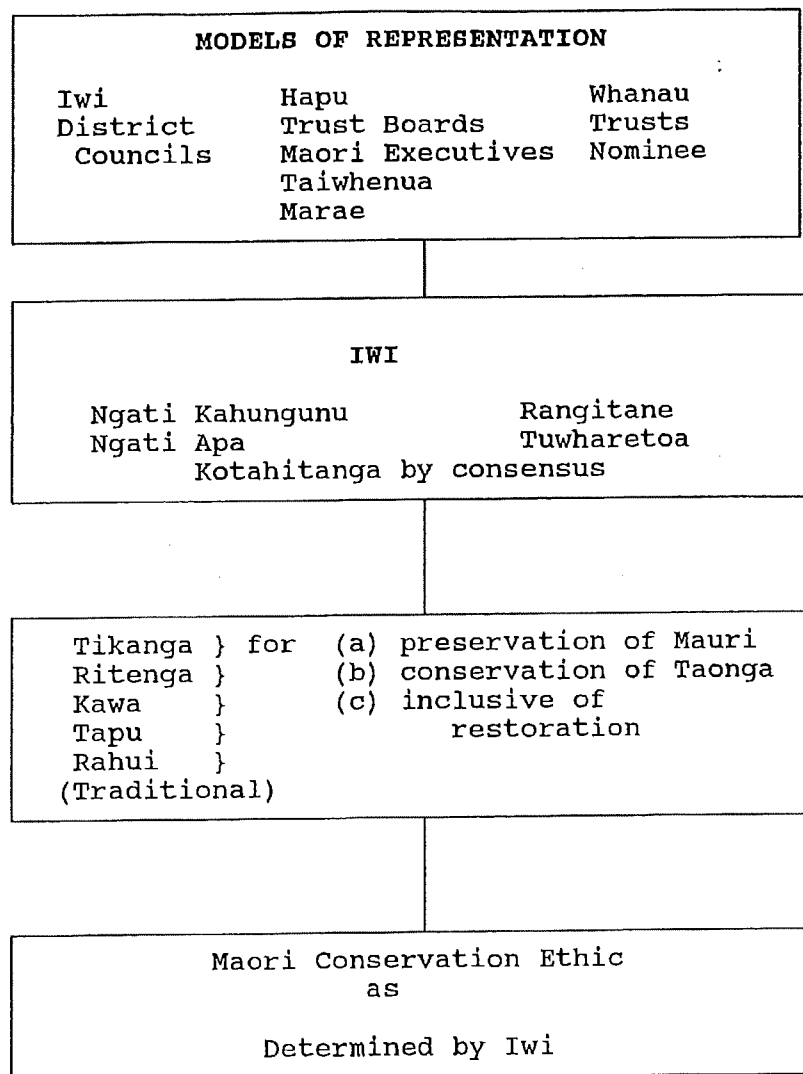 MODELS OF REPRESENTATION
Iwi Hapu Whanau
District Trust Boards Trusts
Councils Maori Executives Nominee
Taiwhenua
Marae
IWI
Ngati Kahungunu Rangitane
Ngati Apa Tuwharetoa
Kotahitanga by consensus
Tikanga } for (a) preservation of Mauri
Ritenga } (b) conservation of Taonga
Kawa } (c) inclusive of
Tapu } restoration
Rahui }
(Traditional)
Maori Conservation Ethic
as
Determined by Iwi